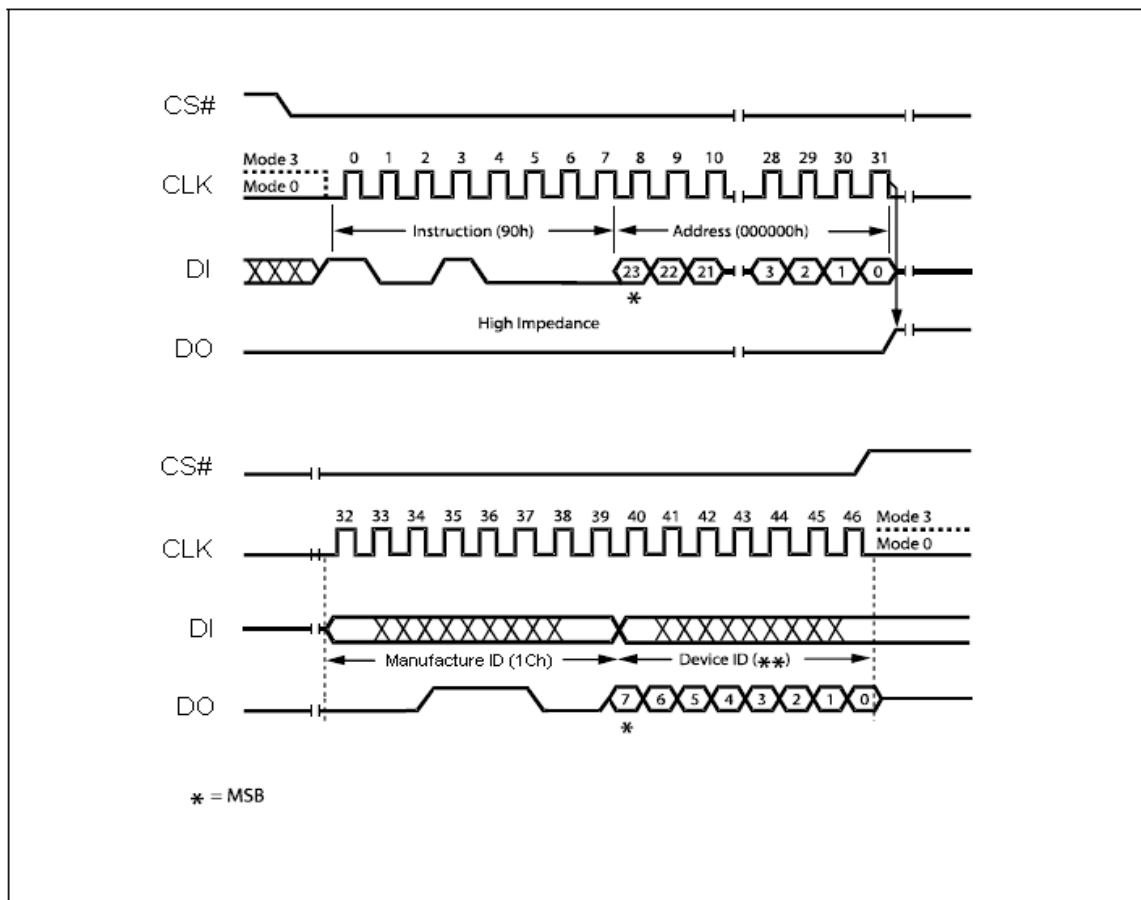 CS#
Mode 3
0 1 2 3 4 5 6 7 8 9 10 28 29 30 31
CLK
Mode 0
Instruction (90h) Address (000000h)
DI
23 22 21 3 2 1 0
*
High Impedance
DO
CS#
32 33 34 35 36 37 38 39 40 41 42 43 44 45 46 Mode 3
CLK
Mode 0
DI
Manufacture ID (1Ch) Device ID (**)
DO
7 6 5 4 3 2 1 0
*
* = MSB